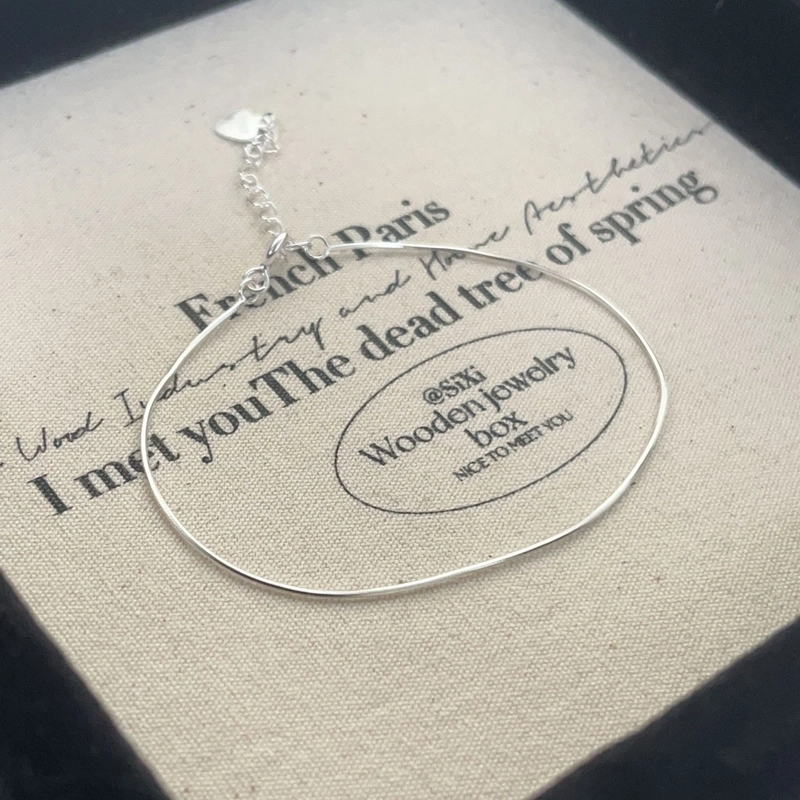 French Paris
Wood Industry and Home Aesthetics
I met youThe dead tree of spring
@SiXi
Wooden jewelry
box
NICE TO MEET YOU